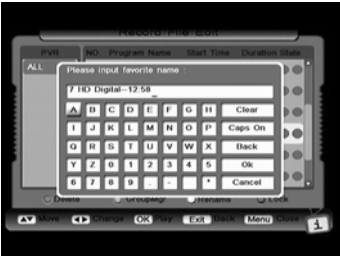 Record File Edit
PVR NO. Program Name Start Time Duration State
ALL
Please input favorite name :
7 HD Digital--12:58_
A B C D E F G H Clear
I J K L M N O P Caps On
Q R S T U V W X Back
Y Z 0 1 2 3 4 5 Ok
6 7 8 9 . - * Cancel
Delete GroupMgr Rename Lock
Move Change OK Play Exit Back Menu Close i